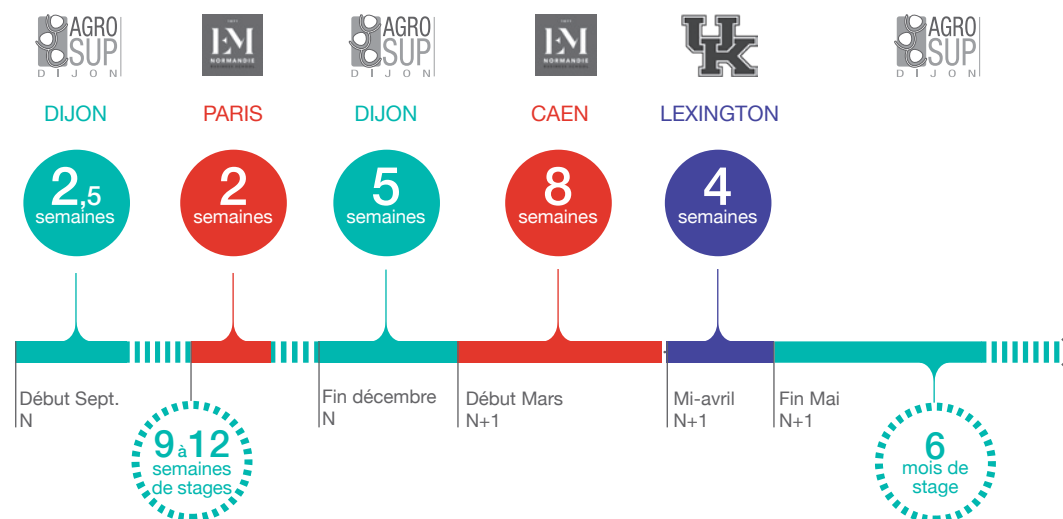 AGRO
SUP
DIJON
EM
NORMANDIE
AGRO
SUP
DIJON
EM
NORMANDIE
UK
AGRO
SUP
DIJON
DIJON
PARIS
DIJON
CAEN
LEXINGTON
2,5
semaines
2
semaines
5
semaines
8
semaines
4
semaines
Début Sept.
N
Fin décembre
N
Début Mars
N+1
Mi-avril
N+1
Fin Mai
N+1
9 à 12
semaines
de stages
6
mois de
stage